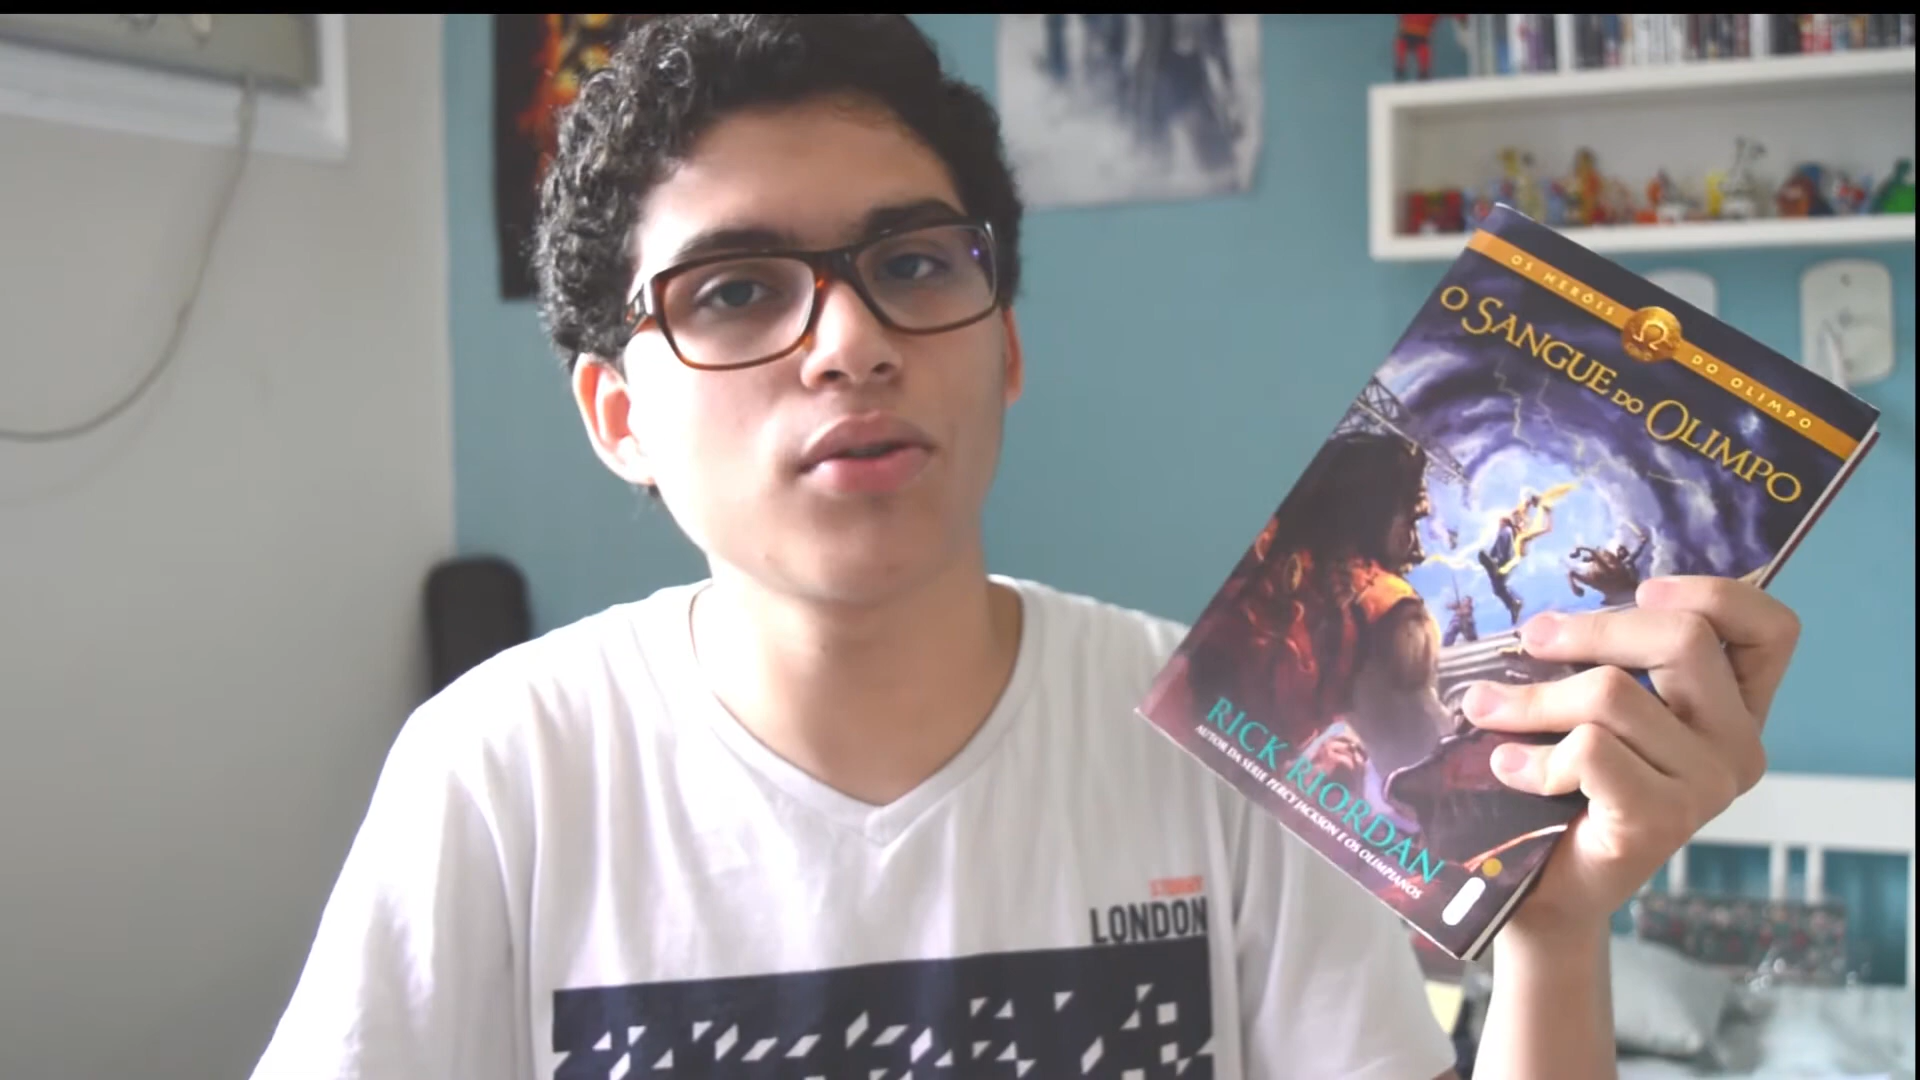 OS HERÓIS DO OLIMPO
O SANGUE DO OLIMPO
RICK RIORDAN
AUTOR DA SÉRIE PERCY JACKSON E OS OLIMPIANOS
LONDON